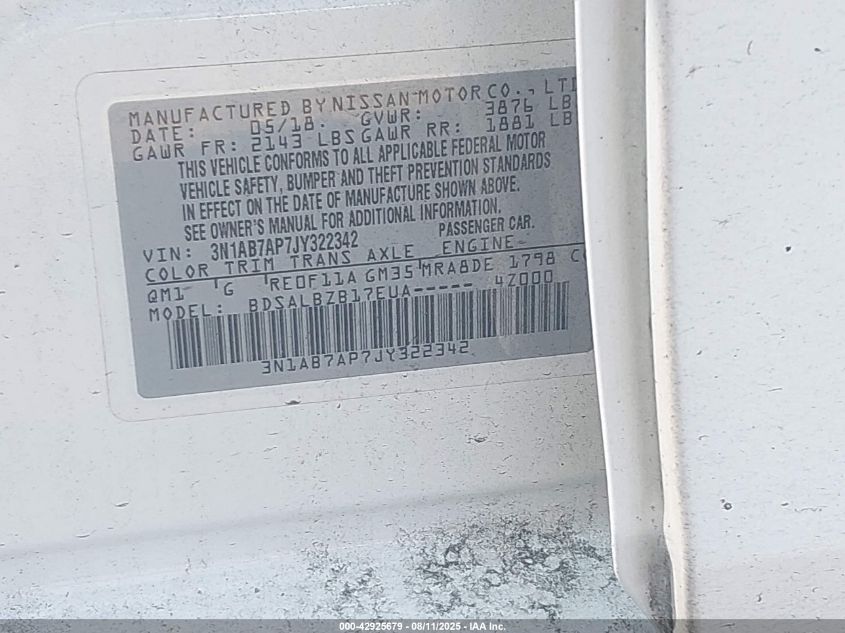 MANUFACTURED BY NISSAN MOTOR CO., LTD
DATE: 05/18. GVWR: 3876 LB
GAWR FR: 2143 LBS GAWR RR: 1881 LB
THIS VEHICLE CONFORMS TO ALL APPLICABLE FEDERAL MOTOR
VEHICLE SAFETY, BUMPER AND THEFT PREVENTION STANDARDS
IN EFFECT ON THE DATE OF MANUFACTURE SHOWN ABOVE.
SEE OWNER'S MANUAL FOR ADDITIONAL INFORMATION.
VIN: 3N1AB7AP7JY322342 PASSENGER CAR.
COLOR TRIM TRANS AXLE ENGINE
QM1 G RE0F11A GM35 MRA8DE 1798 C
MODEL: BDSALBZB17EUA----- 4Z000
3N1AB7AP7JY322342
000-42925679 - 08/11/2025 - IAA Inc.